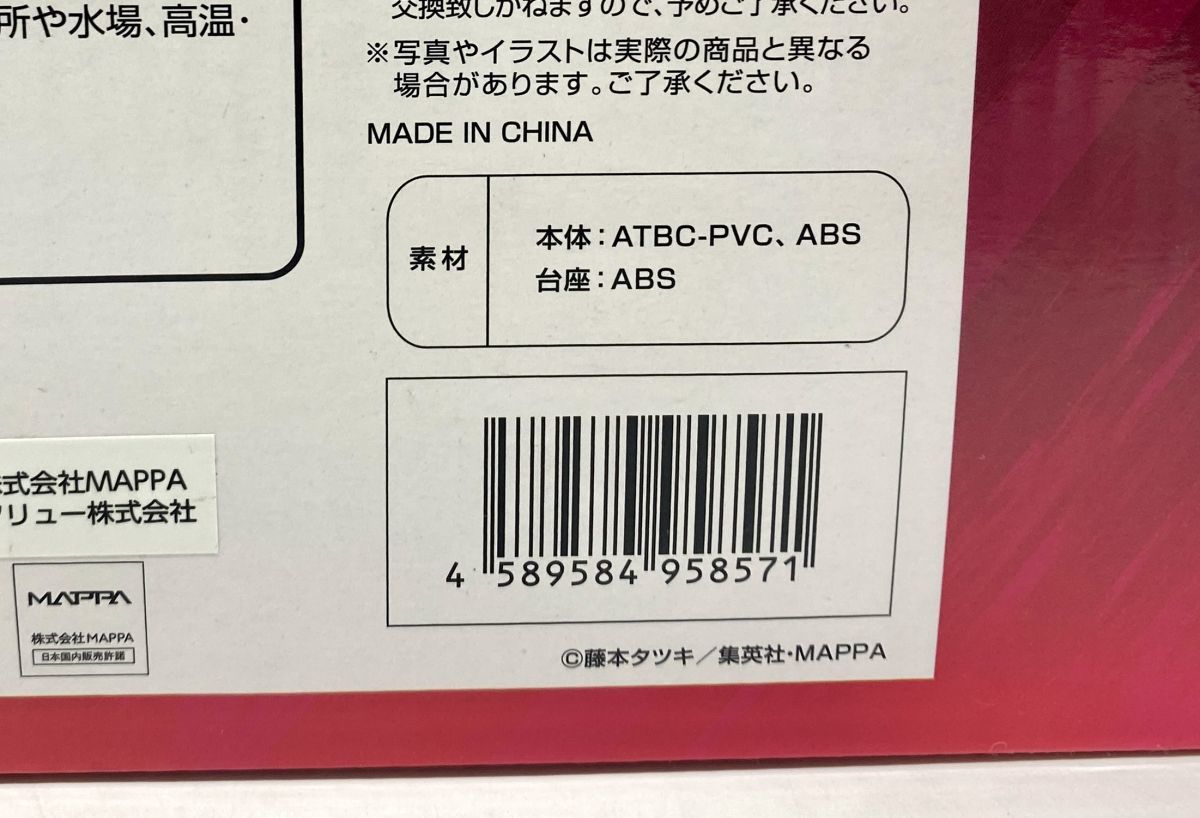 所や水場、高温・
交換致しかねますので、予めご了承ください。
※写真やイラストは実際の商品と異なる
場合があります。ご了承ください。
MADE IN CHINA
素材
本体：ATBC-PVC、ABS
台座：ABS
式会社MAPPA
リュー株式会社
MAPPA
株式会社MAPPA
日本国内販売許諾
4 589584 958571
©藤本タツキ／集英社・MAPPA